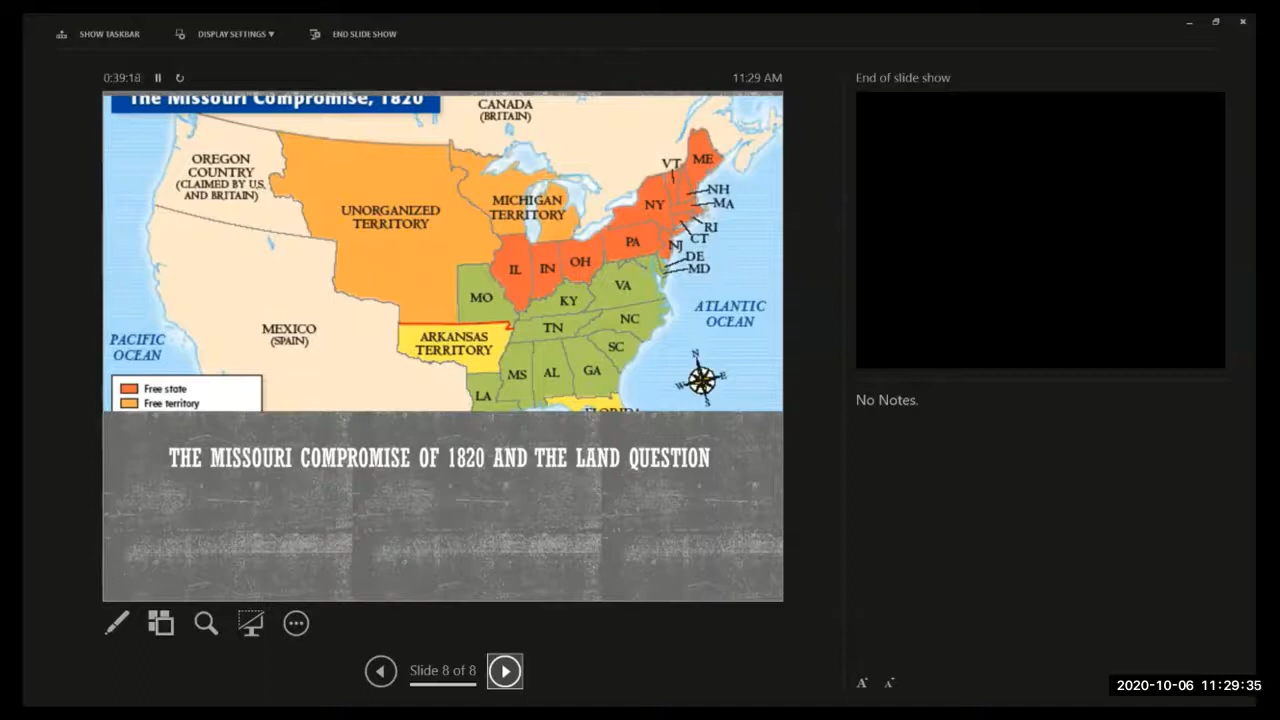 SHOW TASKBAR
DISPLAY SETTINGS ▼
END SLIDE SHOW
0:39:18
11:29 AM
End of slide show
The Missouri Compromise, 1820
CANADA
(BRITAIN)
OREGON
COUNTRY
(CLAIMED BY U.S.
AND BRITAIN)
UNORGANIZED
TERRITORY
MICHIGAN
TERRITORY
VT
ME
NH
NY
MA
RI
CT
PA
NJ
DE
MD
IL
IN
OH
MO
KY
VA
NC
TN
SC
ATLANTIC
OCEAN
MEXICO
(SPAIN)
PACIFIC
OCEAN
ARKANSAS
TERRITORY
MS
AL
GA
LA
FLORIDA
N
W
E
S
Free state
Free territory
No Notes.
THE MISSOURI COMPROMISE OF 1820 AND THE LAND QUESTION
Slide 8 of 8
A
A
2020-10-06 11:29:35